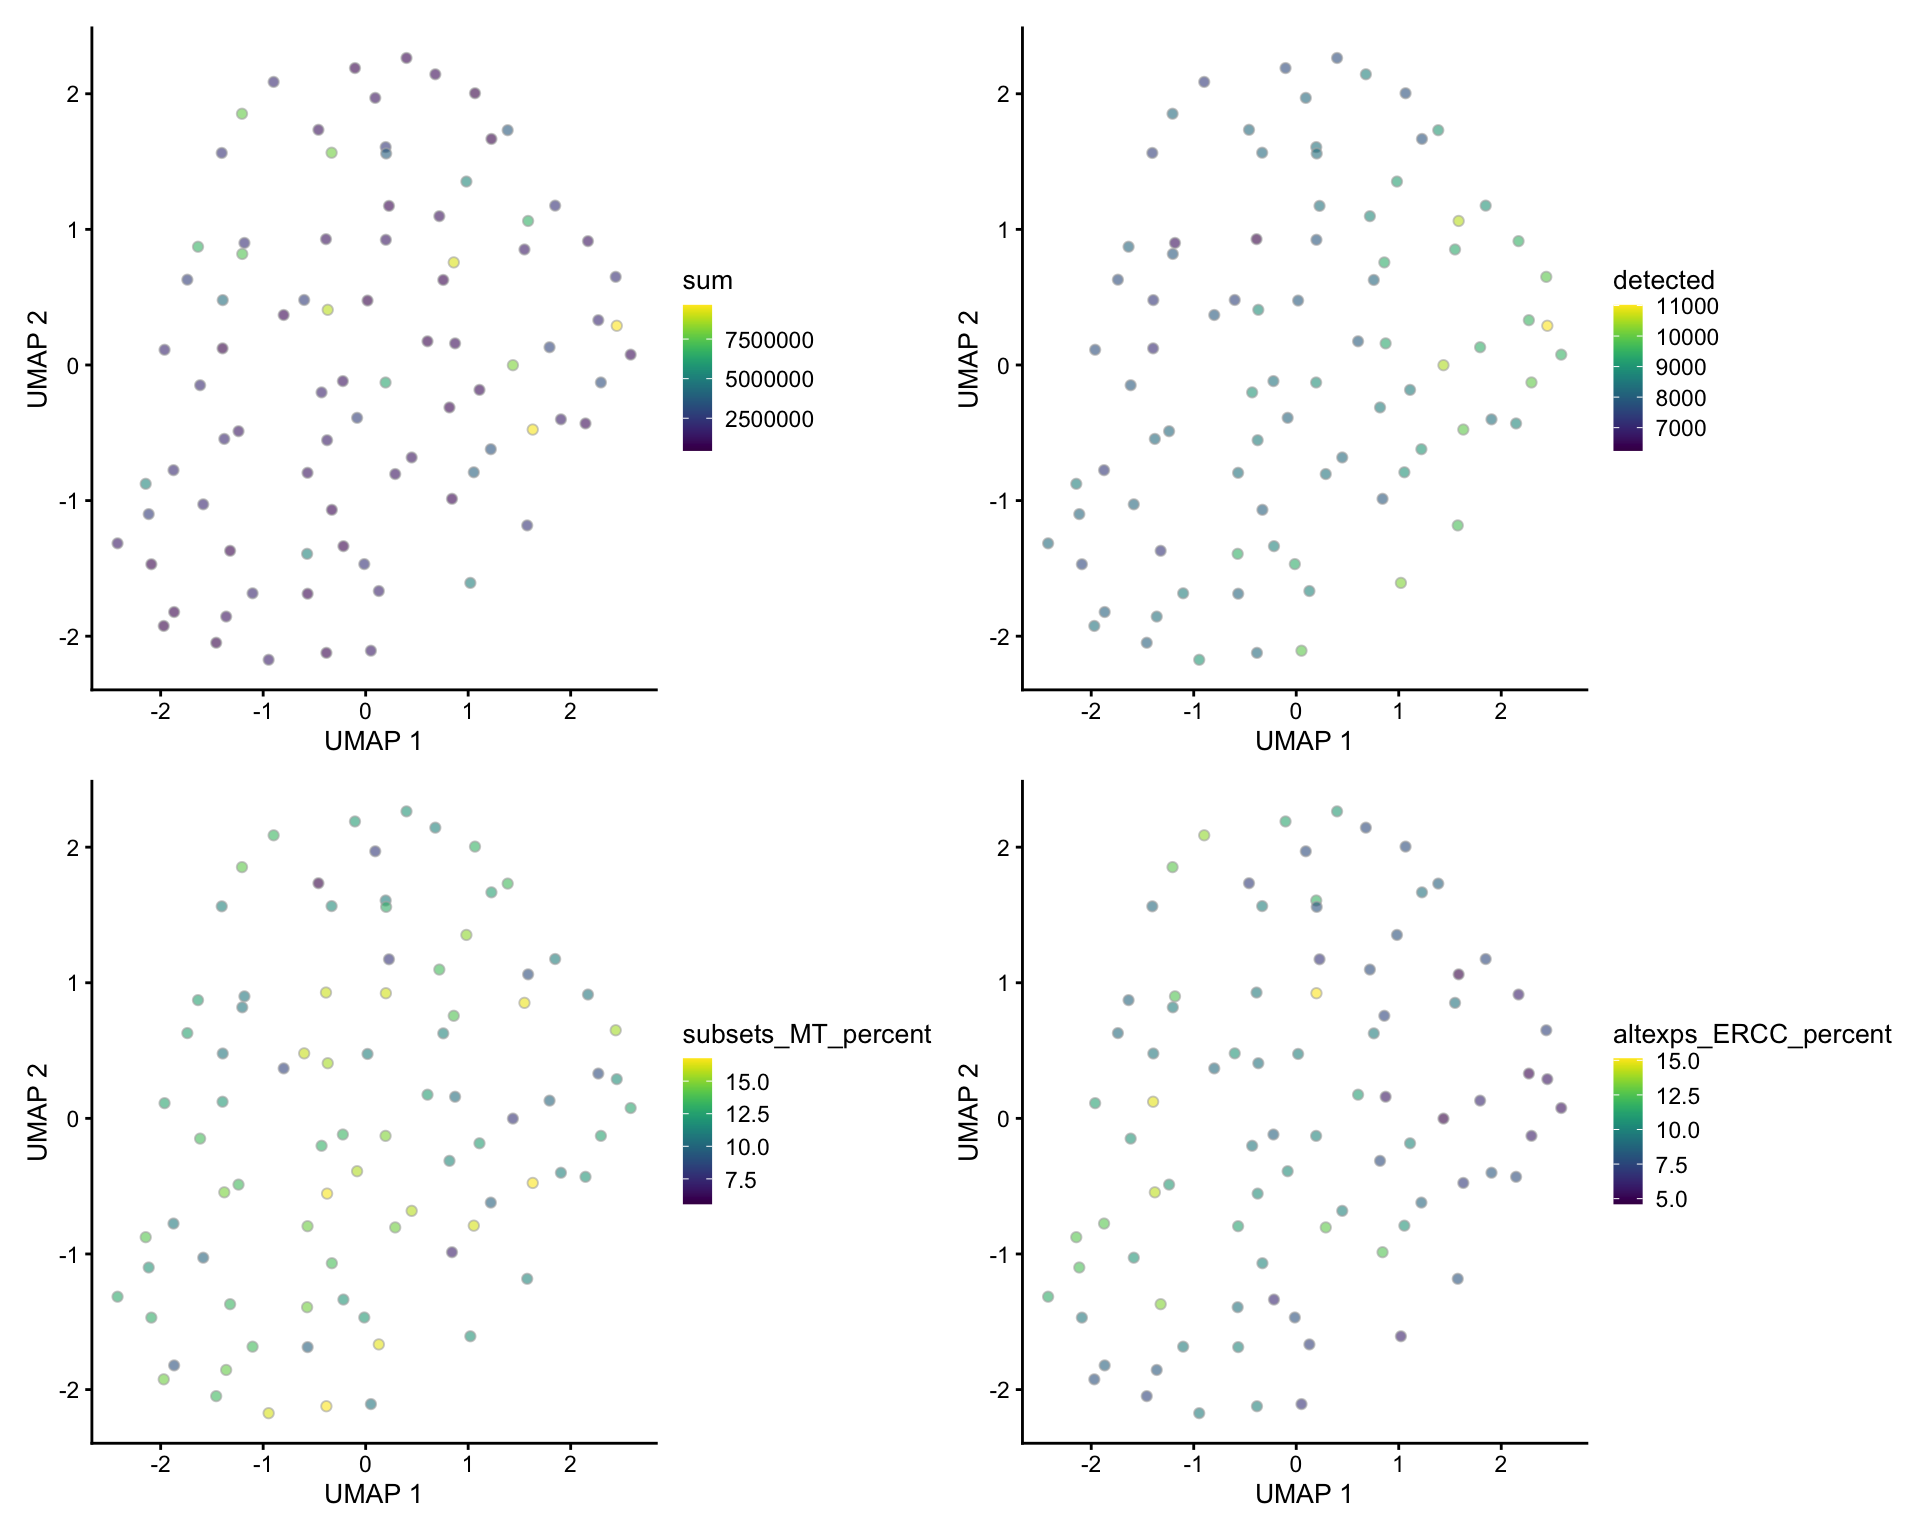 2
1
0
-1
-2
UMAP 2
-2 -1 0 1 2
UMAP 1
sum
7500000
5000000
2500000
2
1
0
-1
-2
UMAP 2
-2 -1 0 1 2
UMAP 1
detected
11000
10000
9000
8000
7000
2
1
0
-1
-2
UMAP 2
-2 -1 0 1 2
UMAP 1
subsets_MT_percent
15.0
12.5
10.0
7.5
2
1
0
-1
-2
UMAP 2
-2 -1 0 1 2
UMAP 1
altexps_ERCC_percent
15.0
12.5
10.0
7.5
5.0